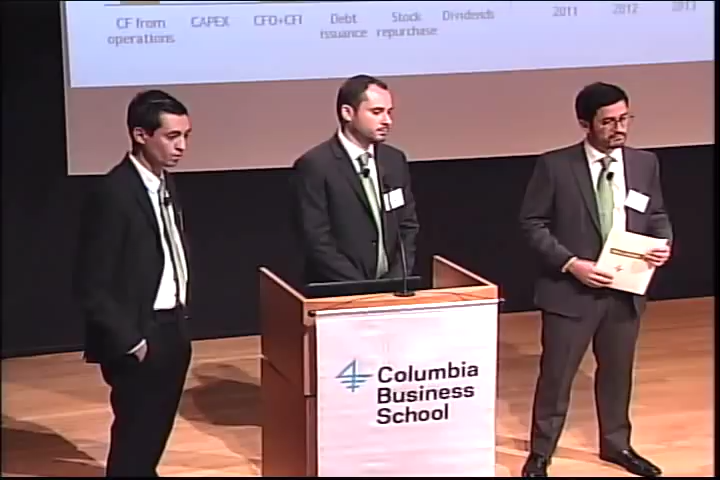 CF from operations
CAPEX
CFO+CFI
Debt issuance
Stock repurchase
Dividends
2011
2012
2013
Columbia
Business
School